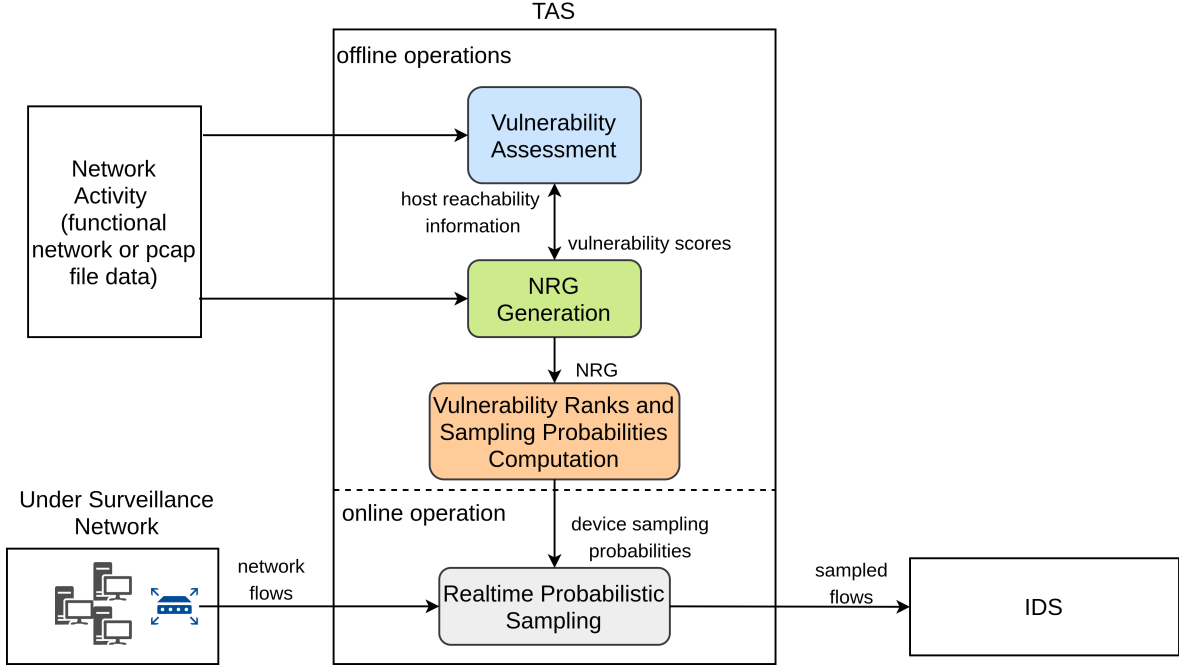 TAS
offline operations
Vulnerability
Assessment
Network
Activity
(functional
network or pcap
file data)
host reachability
information
vulnerability scores
NRG
Generation
NRG
Vulnerability Ranks and
Sampling Probabilities
Computation
Under Surveillance
Network
online operation
device sampling
probabilities
network
flows
Realtime Probabilistic
Sampling
sampled
flows
IDS